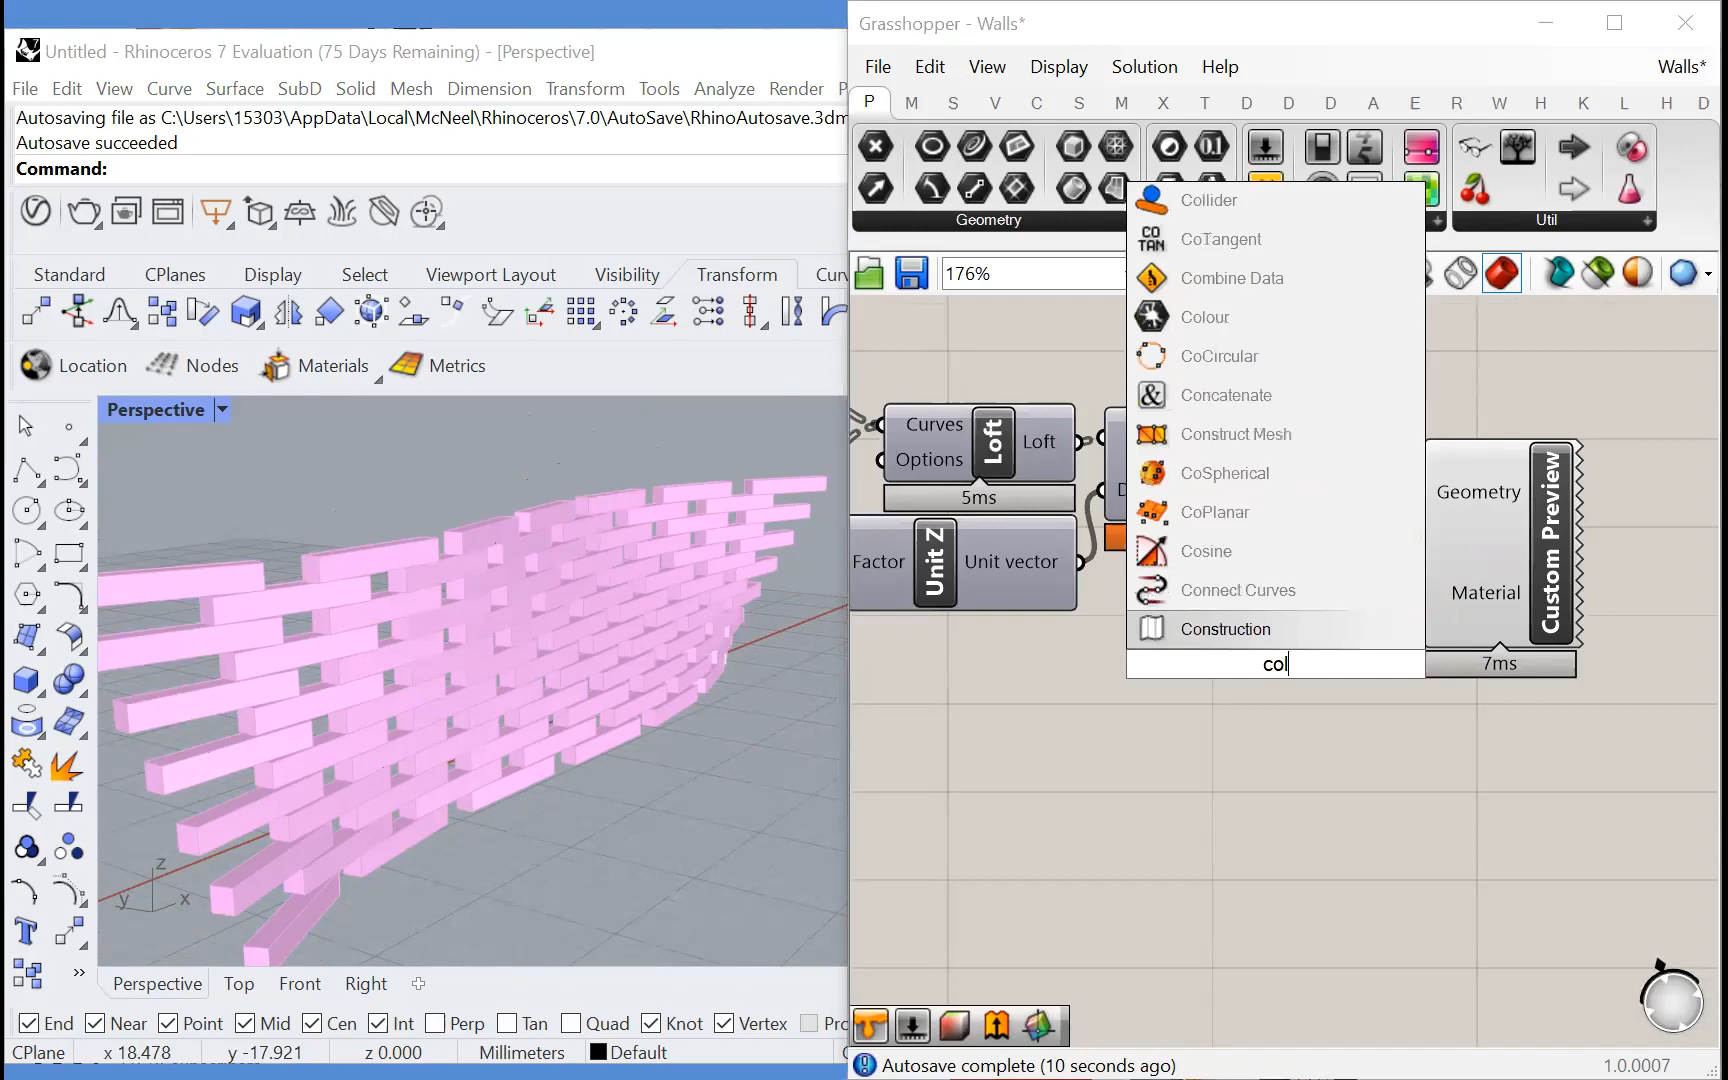 Untitled - Rhinoceros 7 Evaluation (75 Days Remaining) - [Perspective]
File Edit View Curve Surface SubD Solid Mesh Dimension Transform Tools Analyze Render P
Autosaving file as C:\Users\15303\AppData\Local\McNeel\Rhinoceros\7.0\AutoSave\RhinoAutosave.3dm
Autosave succeeded
Command:
Standard CPlanes Display Select Viewport Layout Visibility Transform Curv
Location Nodes Materials Metrics
Perspective
z
y x
Perspective Top Front Right
End Near Point Mid Cen Int Perp Tan Quad Knot Vertex Pro
CPlane x 18.478 y -17.921 z 0.000 Millimeters Default
Grasshopper - Walls*
File Edit View Display Solution Help Walls*
P M S V C S M X T D D D A E R W H K L H D
0.1
Geometry
Util
176%
Collider
CO TAN CoTangent
Combine Data
Colour
CoCircular
& Concatenate
Construct Mesh
CoSpherical
CoPlanar
Cosine
Connect Curves
Construction
col
Curves
Options
Loft
Loft
5ms
Factor
Unit Z
Unit vector
D
Geometry
Material
Custom Preview
7ms
Autosave complete (10 seconds ago)
1.0.0007